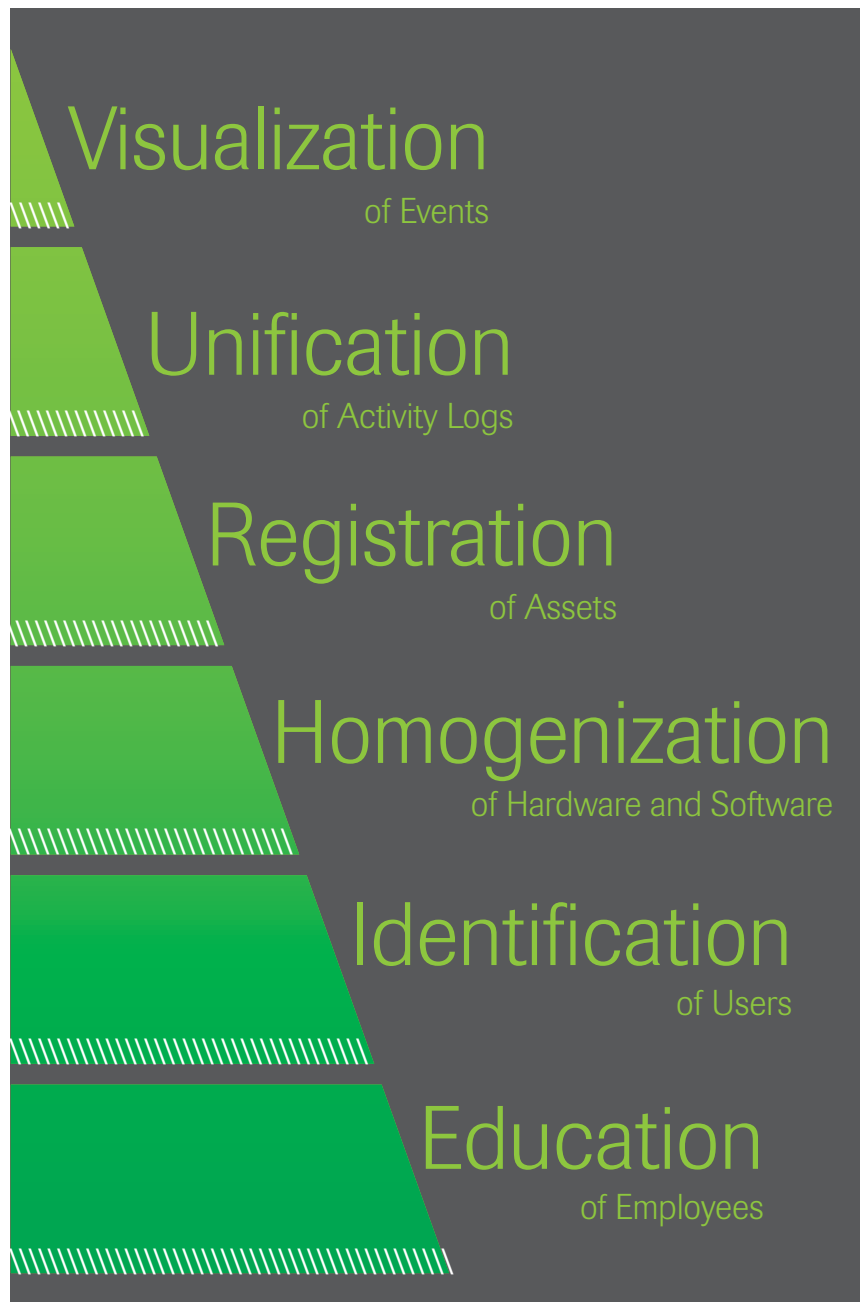 Visualization
of Events
Unification
of Activity Logs
Registration
of Assets
Homogenization
of Hardware and Software
Identification
of Users
Education
of Employees